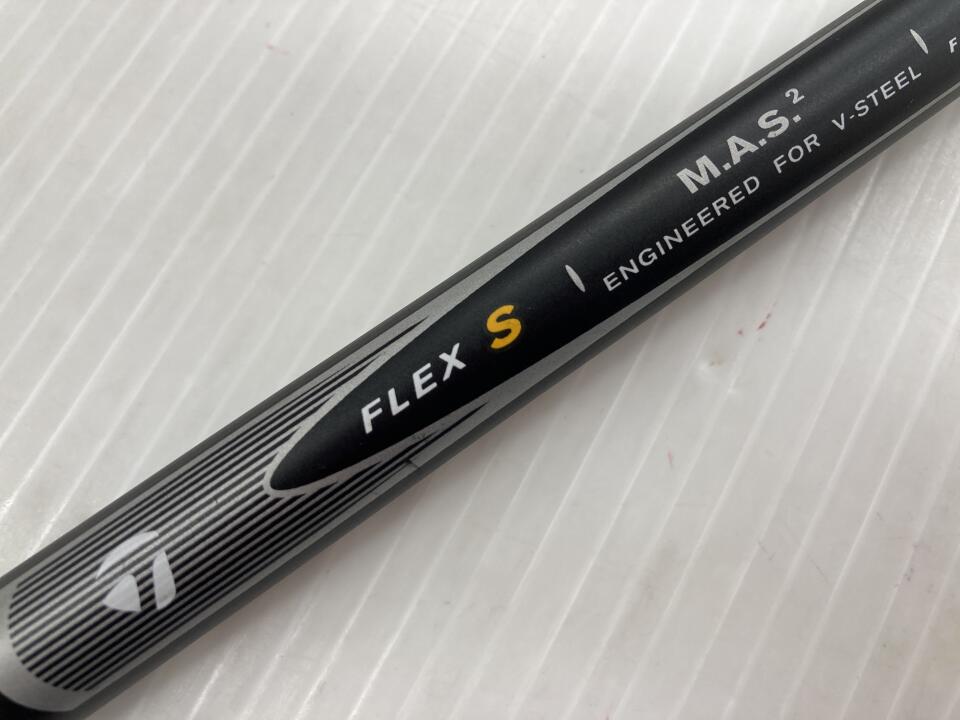 M.A.S.²
ENGINEERED FOR V-STEEL
FLEX S